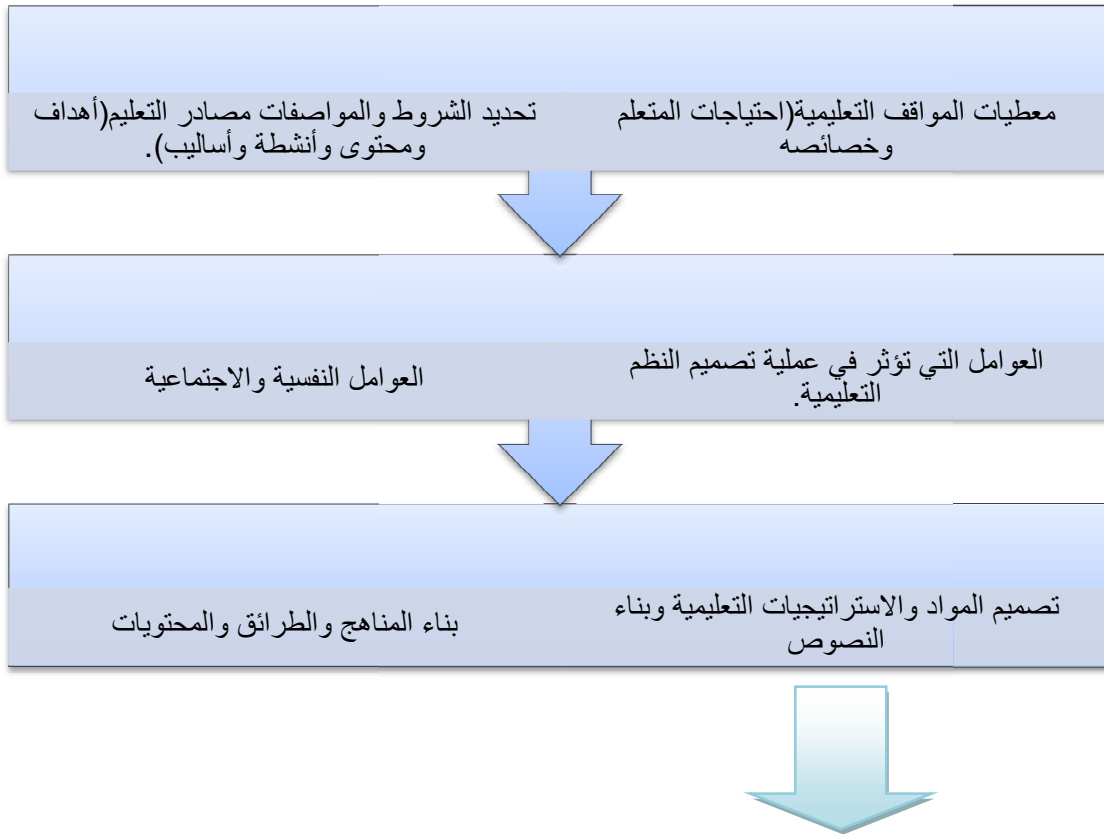 معطيات المواقف التعليمية(احتياجات المتعلم
وخصائصه
تحديد الشروط والمواصفات مصادر التعليم(أهداف
ومحتوى وأنشطة وأساليب).
العوامل التي تؤثر في عملية تصميم النظم
التعليمية.
العوامل النفسية والاجتماعية
تصميم المواد والاستراتيجيات التعليمية وبناء
النصوص
بناء المناهج والطرائق والمحتويات